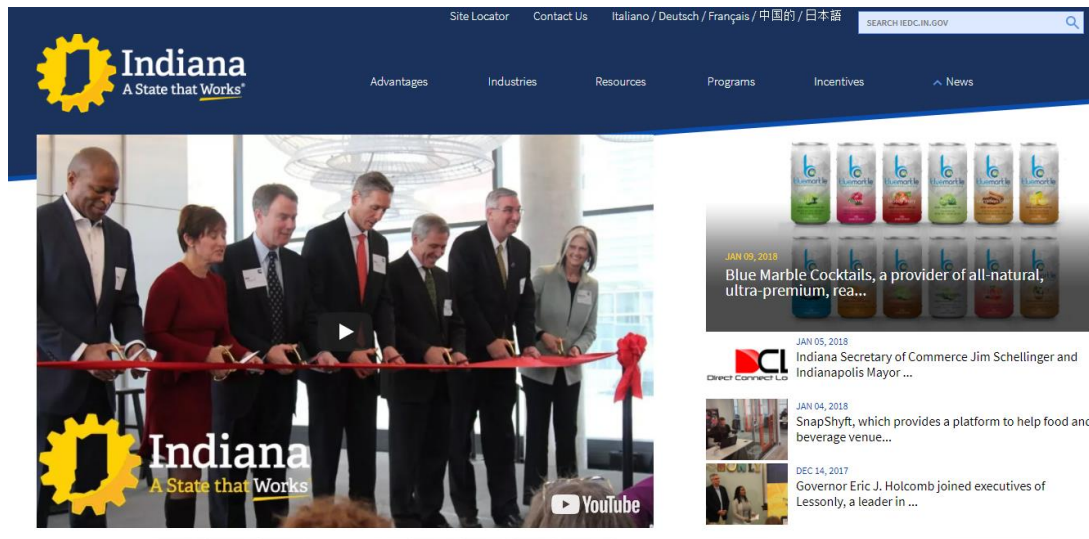 Site Locator Contact Us Italiano / Deutsch / Français / 中国的 / 日本語 SEARCH IEDC.IN.GOV
Indiana
A State that Works®
Advantages Industries Resources Programs Incentives News
Indiana
A State that Works
YouTube
JAN 09, 2018
Blue Marble Cocktails, a provider of all-natural,
ultra-premium, rea...
JAN 05, 2018
Indiana Secretary of Commerce Jim Schellinger and
Indianapolis Mayor ...
DCL
Direct Connect Lo
JAN 04, 2018
SnapShyft, which provides a platform to help food and
beverage venue...
DEC 14, 2017
Governor Eric J. Holcomb joined executives of
Lessonly, a leader in ...